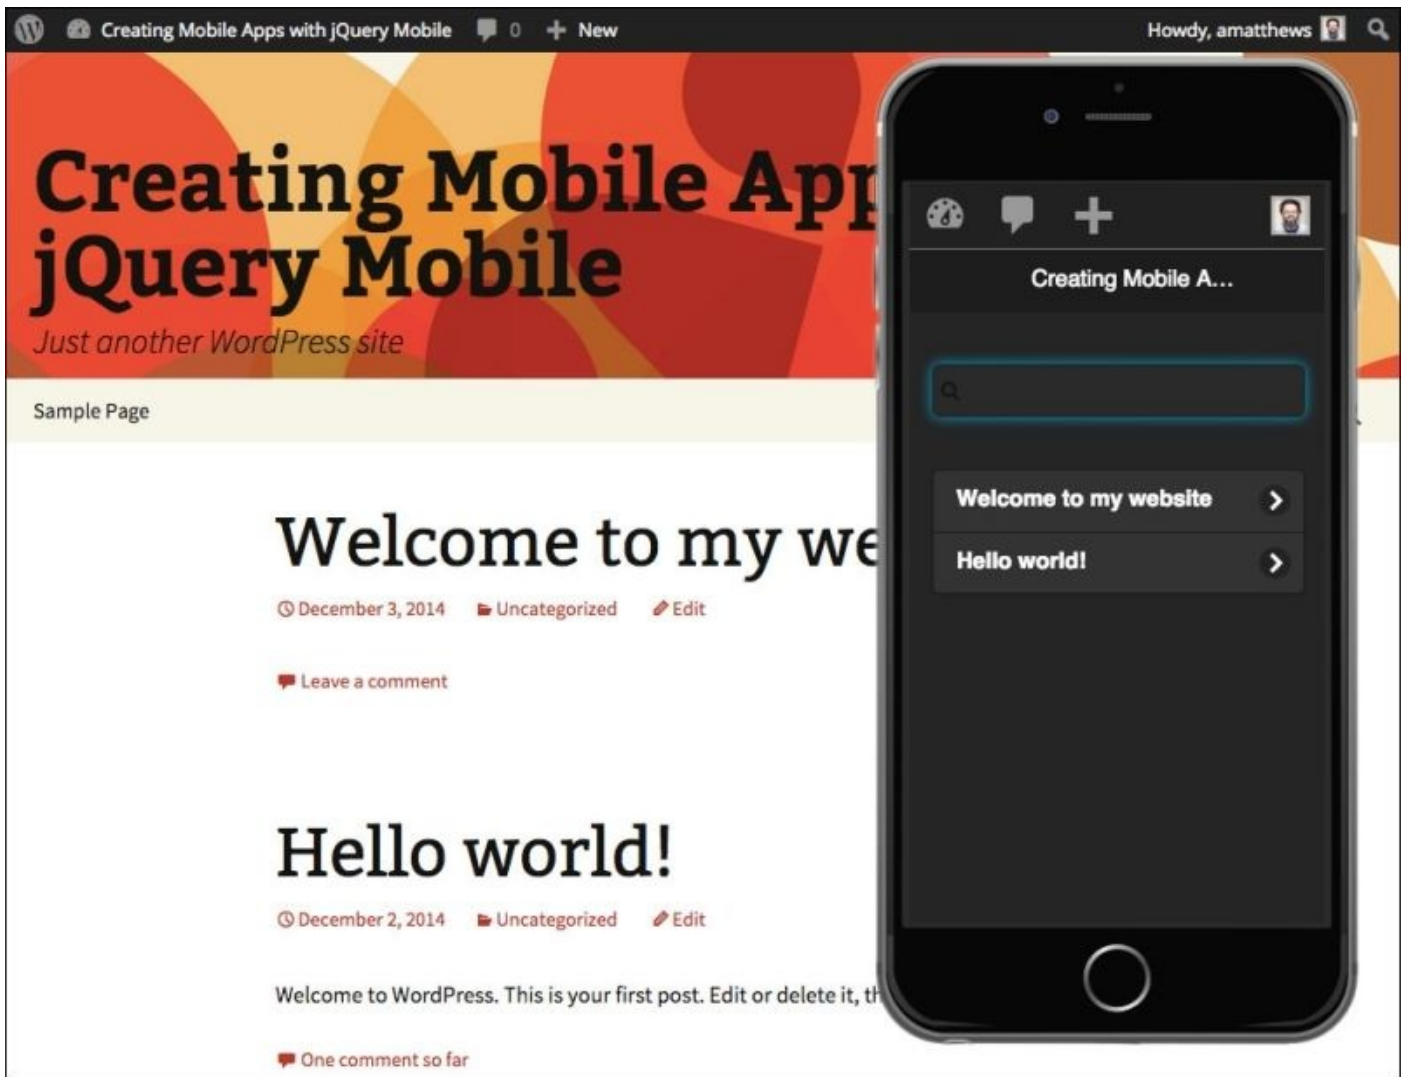 Creating Mobile Apps with jQuery Mobile 0 New Howdy, amatthews
Creating Mobile App
jQuery Mobile
Just another WordPress site
Sample Page
Welcome to my we
December 3, 2014 Uncategorized Edit
Leave a comment
Hello world!
December 2, 2014 Uncategorized Edit
Welcome to WordPress. This is your first post. Edit or delete it, th
One comment so far
Creating Mobile A...
Welcome to my website
Hello world!